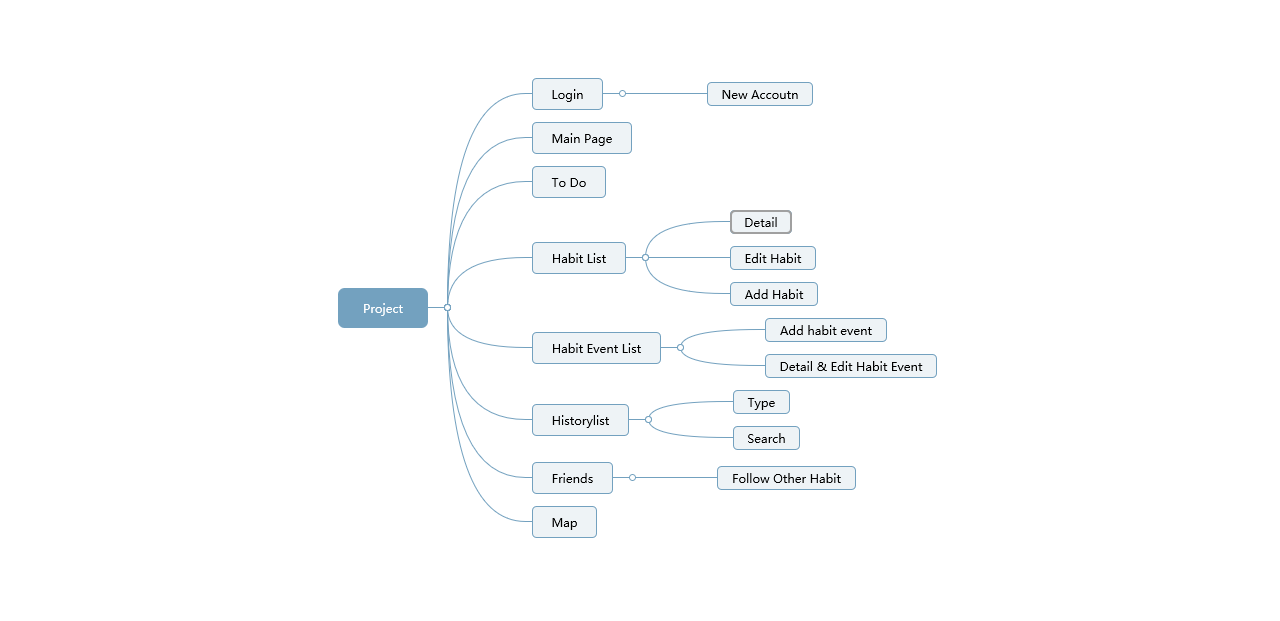 Login
New Accoutn
Main Page
To Do
Detail
Habit List
Edit Habit
Add Habit
Project
Add habit event
Habit Event List
Detail & Edit Habit Event
Type
Historylist
Search
Friends
Follow Other Habit
Map